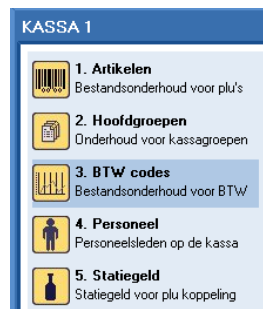 KASSA 1
1. Artikelen
Bestandsonderhoud voor plu's
2. Hoofdgroepen
Onderhoud voor kassagroepen
3. BTW codes
Bestandsonderhoud voor BTW
4. Personeel
Personeelsleden op de kassa
5. Statiegeld
Statiegeld voor plu koppeling